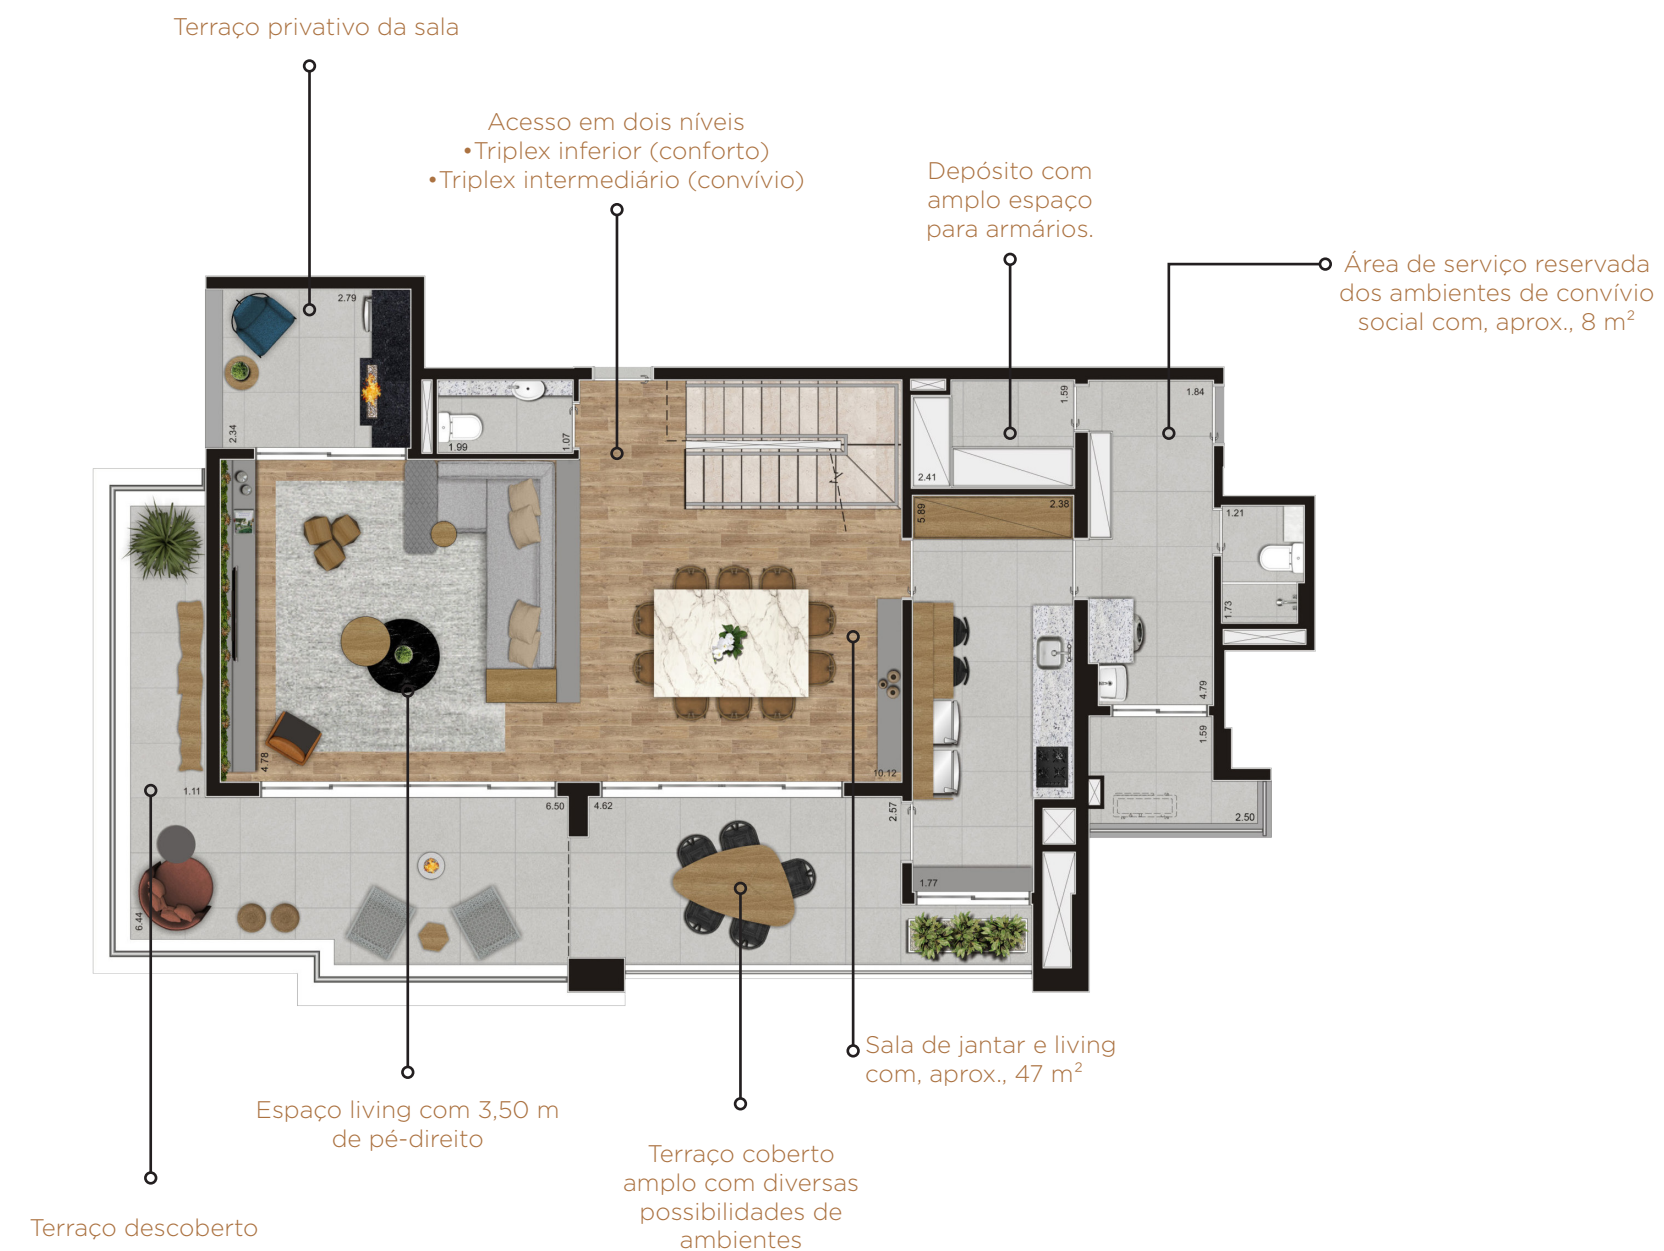 Terraço privativo da sala
Acesso em dois níveis
•Triplex inferior (conforto)
•Triplex intermediário (convívio)
Depósito com
amplo espaço
para armários.
Área de serviço reservada
dos ambientes de convívio
social com, aprox., 8 m²
2.79
2.34
1.99
1.07
1.59
1.84
2.41
5.89
2.38
1.21
1.73
4.79
1.59
2.50
4.78
10.12
1.11
6.50
4.62
2.57
1.77
6.44
Sala de jantar e living
com, aprox., 47 m²
Espaço living com 3,50 m
de pé-direito
Terraço coberto
amplo com diversas
possibilidades de
ambientes
Terraço descoberto